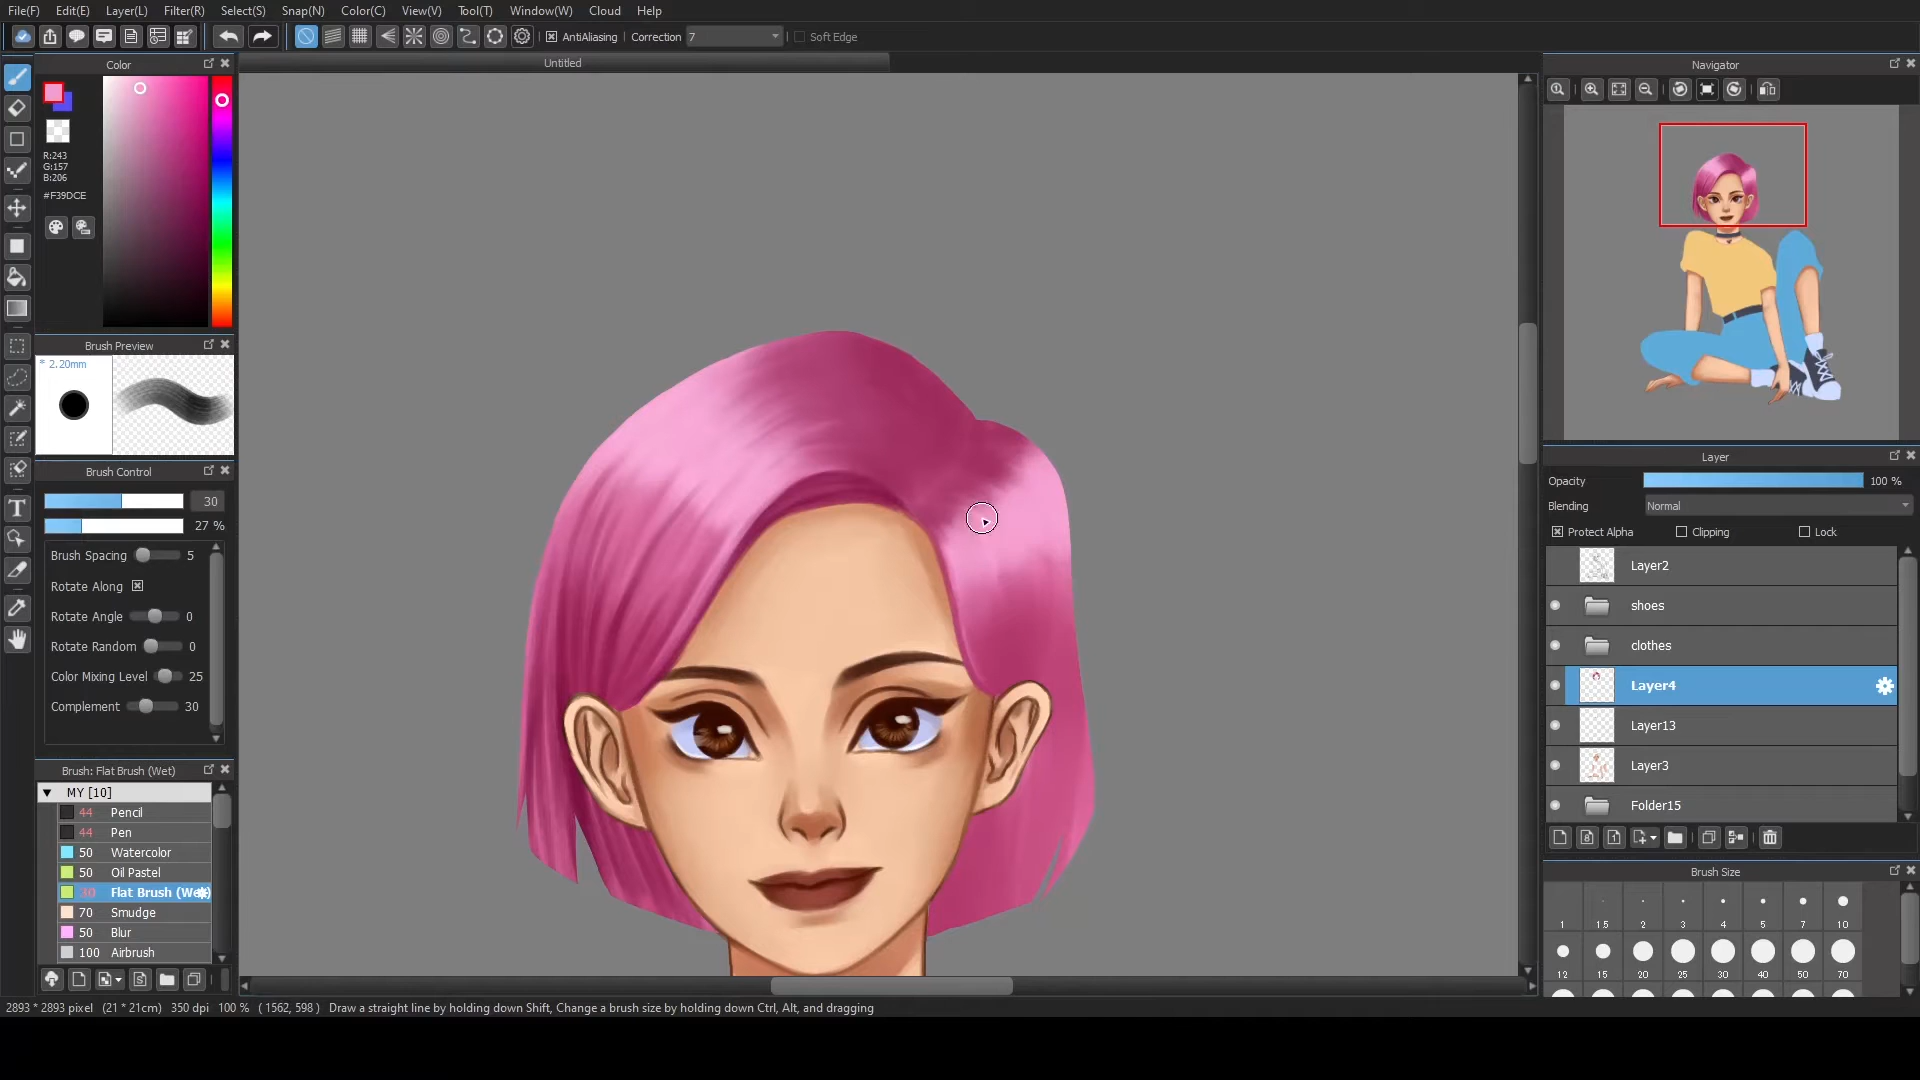 File(F) Edit(E) Layer(L) Filter(R) Select(S) Snap(N) Color(C) View(V) Tool(T) Window(W) Cloud Help
AntiAliasing Correction 7 Soft Edge
Color
Untitled
Navigator
R:243
G:157
B:206
#F39DCE
Brush Preview
* 2.20mm
Brush Control
30
27 %
Brush Spacing 5
Rotate Along
Rotate Angle 0
Rotate Random 0
Color Mixing Level 25
Complement 30
Brush: Flat Brush (Wet)
MY [10]
44 Pencil
44 Pen
50 Watercolor
50 Oil Pastel
30 Flat Brush (Wet)
70 Smudge
50 Blur
100 Airbrush
Layer
Opacity 100 %
Blending Normal
Protect Alpha Clipping Lock
Layer2
shoes
clothes
Layer4
Layer13
Layer3
Folder15
Brush Size
1 1.5 2 3 4 5 7 10
12 15 20 25 30 40 50 70
2893 * 2893 pixel (21 * 21cm) 350 dpi 100 % ( 1562, 598 ) Draw a straight line by holding down Shift, Change a brush size by holding down Ctrl, Alt, and dragging